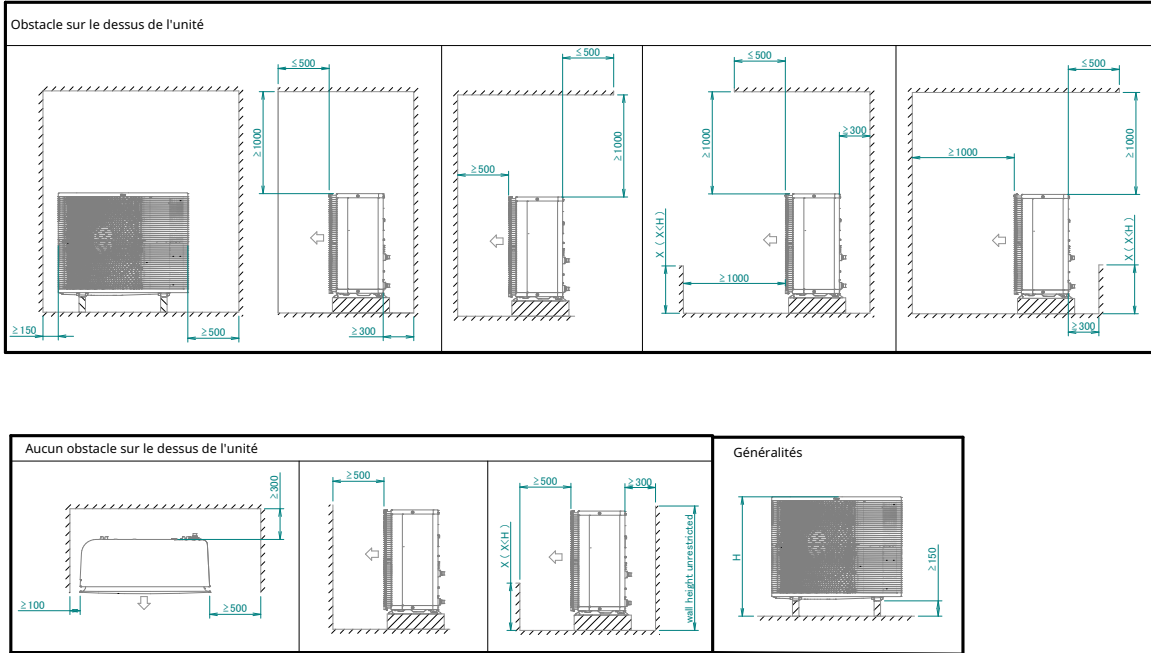 Obstacle sur le dessus de l'unité
≤500
≥1000
≥150
≥500
≥300
≤500
≥1000
≥500
≤500
≥1000
≥300
X ( X<H )
≥1000
≤500
≥1000
≥1000
X ( X<H )
≥300
Aucun obstacle sur le dessus de l'unité
≥300
≥100
≥500
≥500
≥500
≥300
X ( X<H )
wall height unrestricted
Généralités
H
≥150